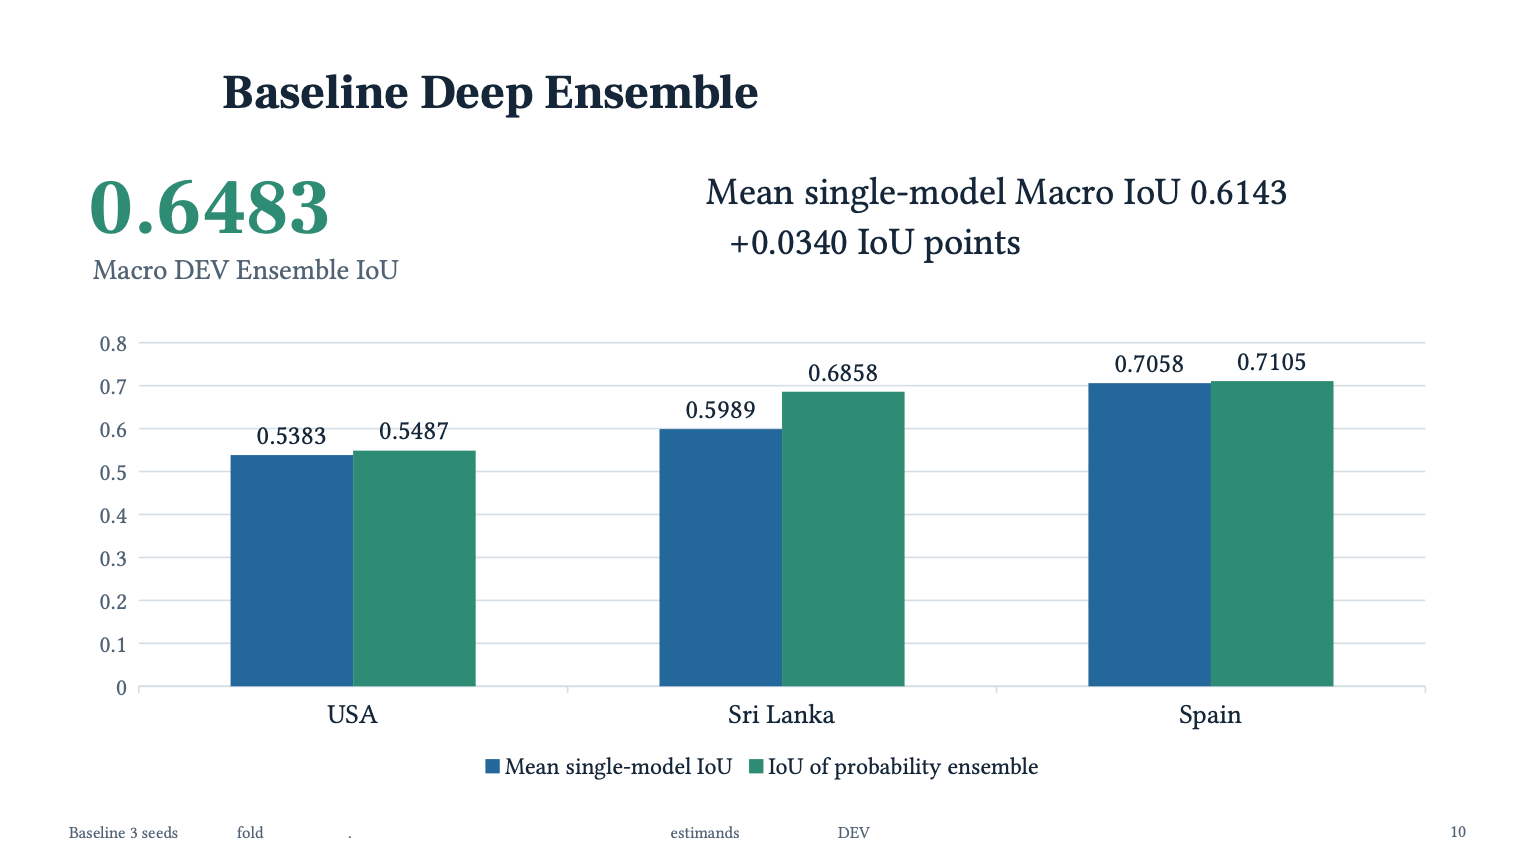 Baseline Deep Ensemble
0.6483
Macro DEV Ensemble IoU
Mean single-model Macro IoU 0.6143
+0.0340 IoU points
0.8
0.7
0.6
0.5
0.4
0.3
0.2
0.1
0
0.5383
0.5487
0.5989
0.6858
0.7058
0.7105
USA
Sri Lanka
Spain
Mean single-model IoU
IoU of probability ensemble
Baseline 3 seeds fold . estimands DEV
10